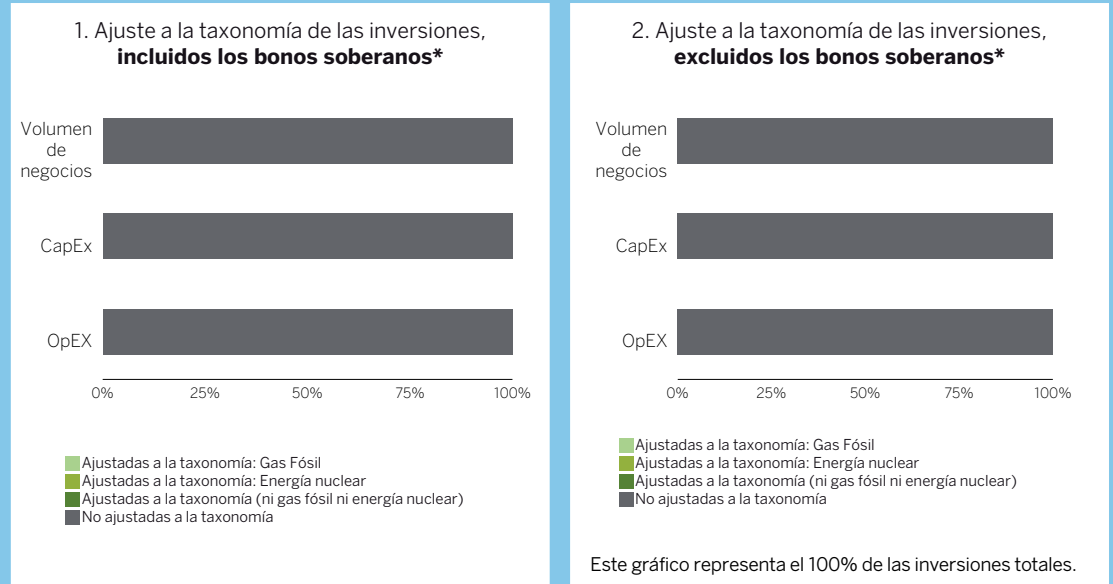 1. Ajuste a la taxonomía de las inversiones,
incluidos los bonos soberanos*
Volumen
de
negocios
CapEx
OpEX
0% 25% 50% 75% 100%
Ajustadas a la taxonomía: Gas Fósil
Ajustadas a la taxonomía: Energía nuclear
Ajustadas a la taxonomía (ni gas fósil ni energía nuclear)
No ajustadas a la taxonomía
2. Ajuste a la taxonomía de las inversiones,
excluidos los bonos soberanos*
Volumen
de
negocios
CapEx
OpEX
0% 25% 50% 75% 100%
Ajustadas a la taxonomía: Gas Fósil
Ajustadas a la taxonomía: Energía nuclear
Ajustadas a la taxonomía (ni gas fósil ni energía nuclear)
No ajustadas a la taxonomía
Este gráfico representa el 100% de las inversiones totales.